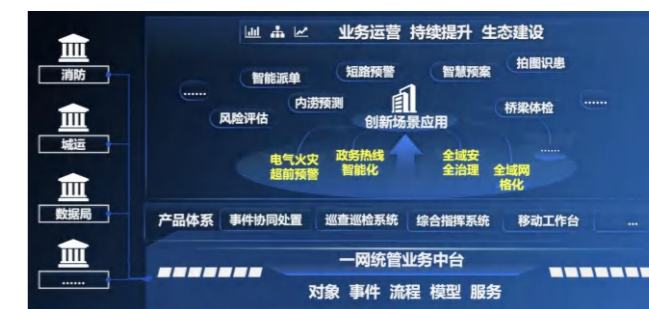 业务运营 持续提升 生态建设
消防
城运
数据局
......
智能派单
短路预警
智慧预案
拍图识患
......
风险评估
内涝预测
创新场景应用
桥梁体检
......
......
电气火灾
超前预警
政务热线
智能化
全域安
全治理
全域网
格化
产品体系 事件协同处置 巡查巡检系统 综合指挥系统 移动工作台 ...
一网统管业务中台
对象 事件 流程 模型 服务